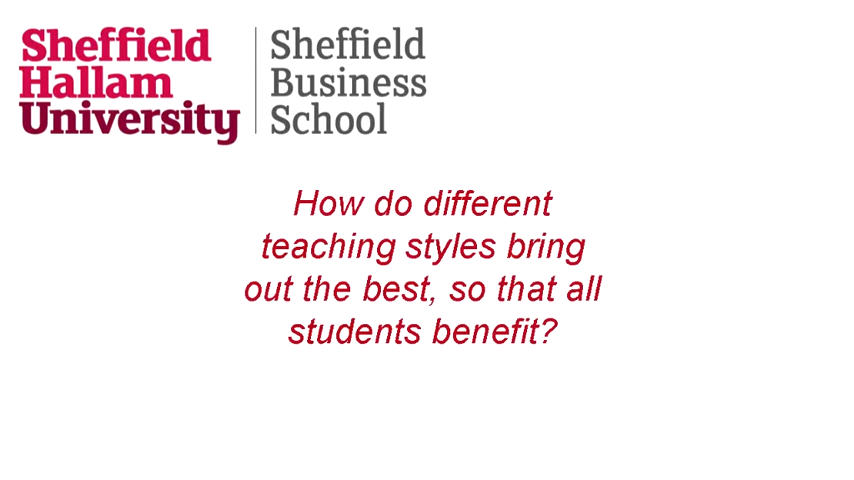 Sheffield
Hallam
University
Sheffield
Business
School
How do different
teaching styles bring
out the best, so that all
students benefit?